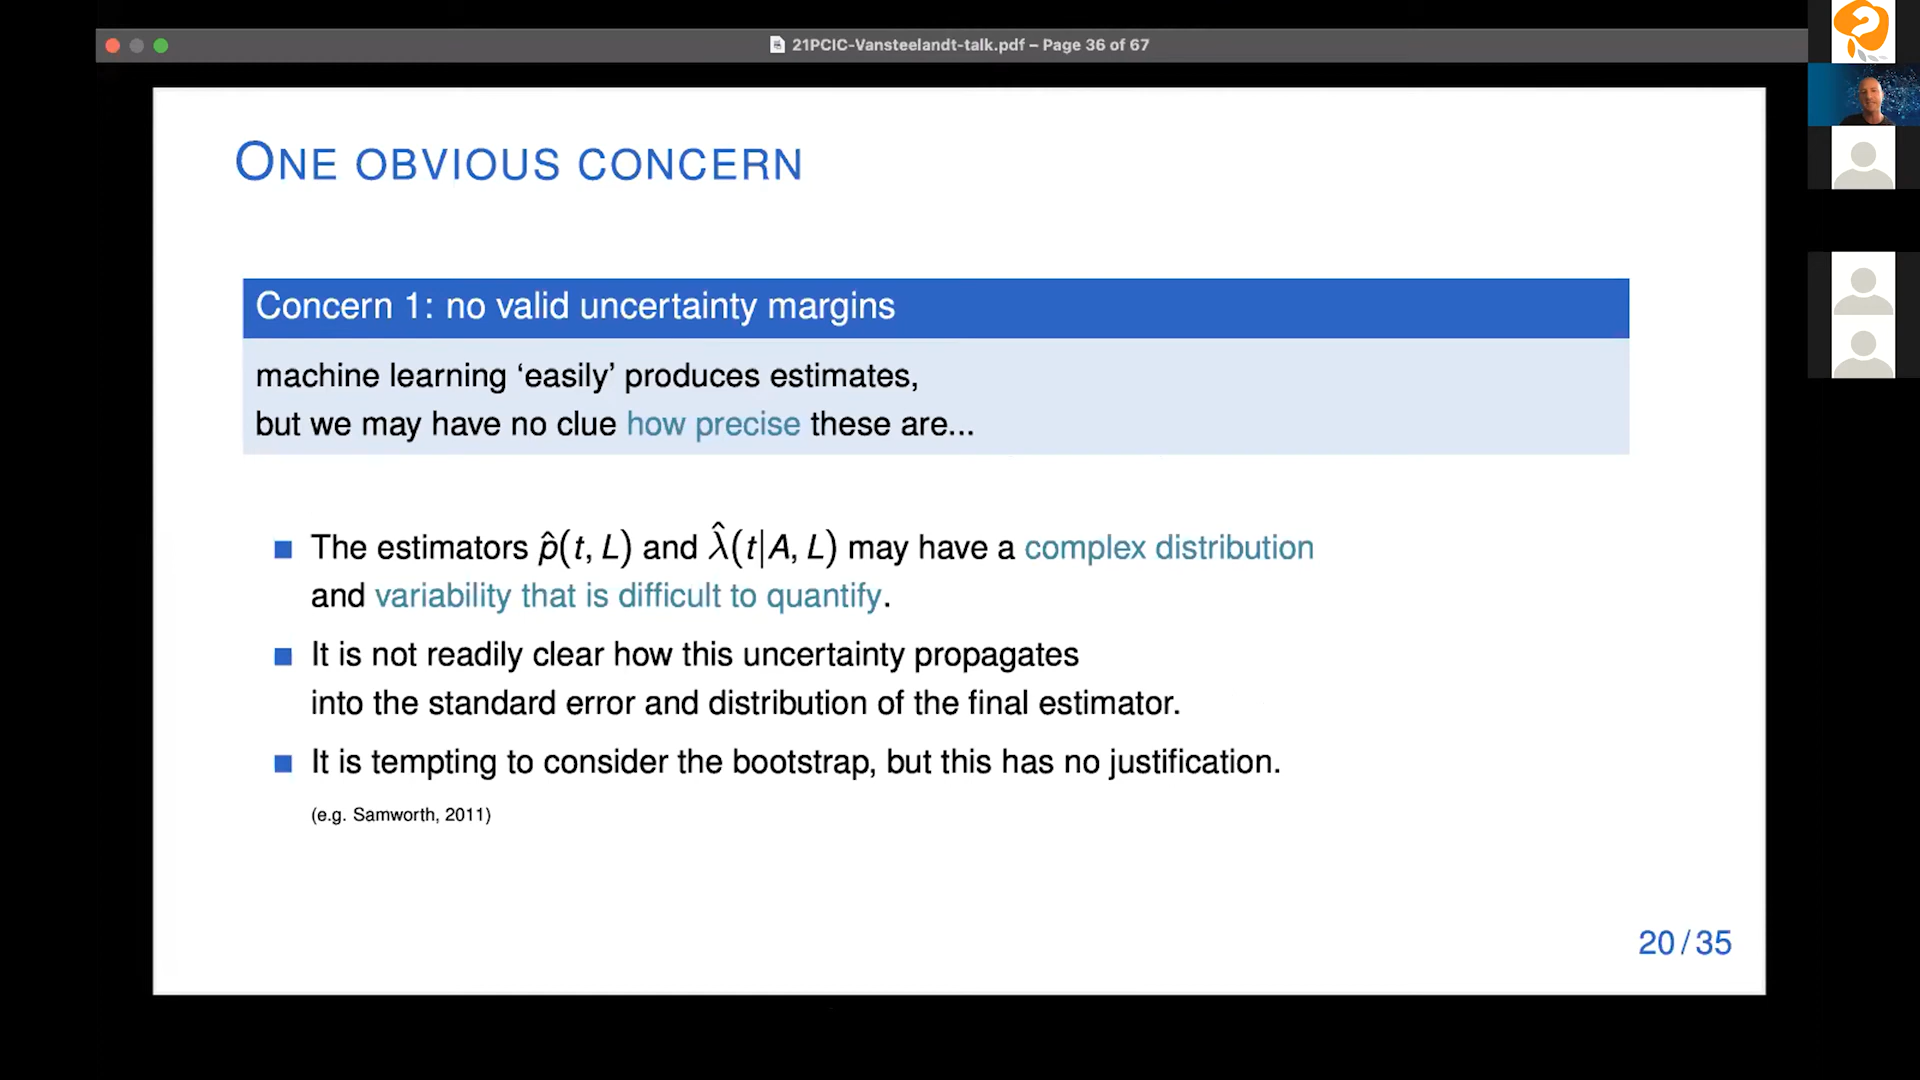 21PCIC-Vansteelandt-talk.pdf – Page 36 of 67
ONE OBVIOUS CONCERN
Concern 1: no valid uncertainty margins
machine learning ‘easily’ produces estimates,
but we may have no clue how precise these are...
■ The estimators p̂(t, L) and λ̂(t|A, L) may have a complex distribution
and variability that is difficult to quantify.
■ It is not readily clear how this uncertainty propagates
into the standard error and distribution of the final estimator.
■ It is tempting to consider the bootstrap, but this has no justification.
(e.g. Samworth, 2011)
20 / 35